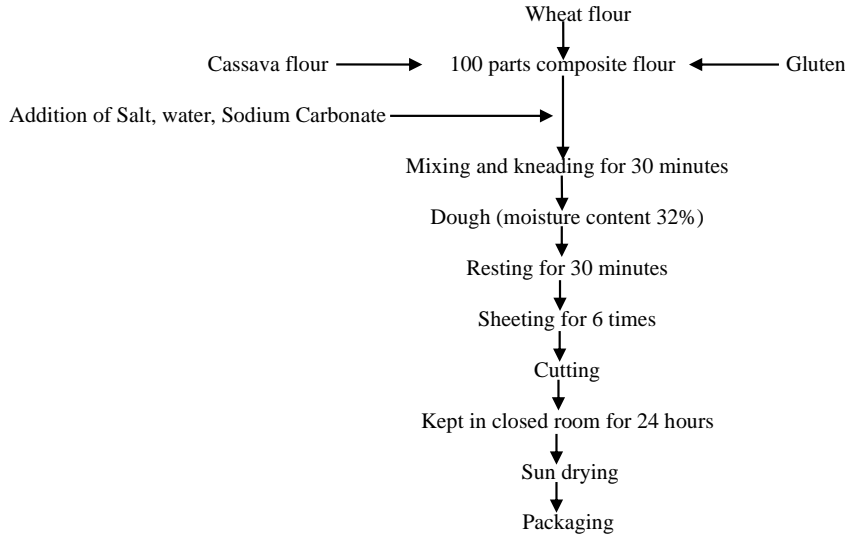 Wheat flour
Cassava flour 100 parts composite flour Gluten
Addition of Salt, water, Sodium Carbonate
Mixing and kneading for 30 minutes
Dough (moisture content 32%)
Resting for 30 minutes
Sheeting for 6 times
Cutting
Kept in closed room for 24 hours
Sun drying
Packaging